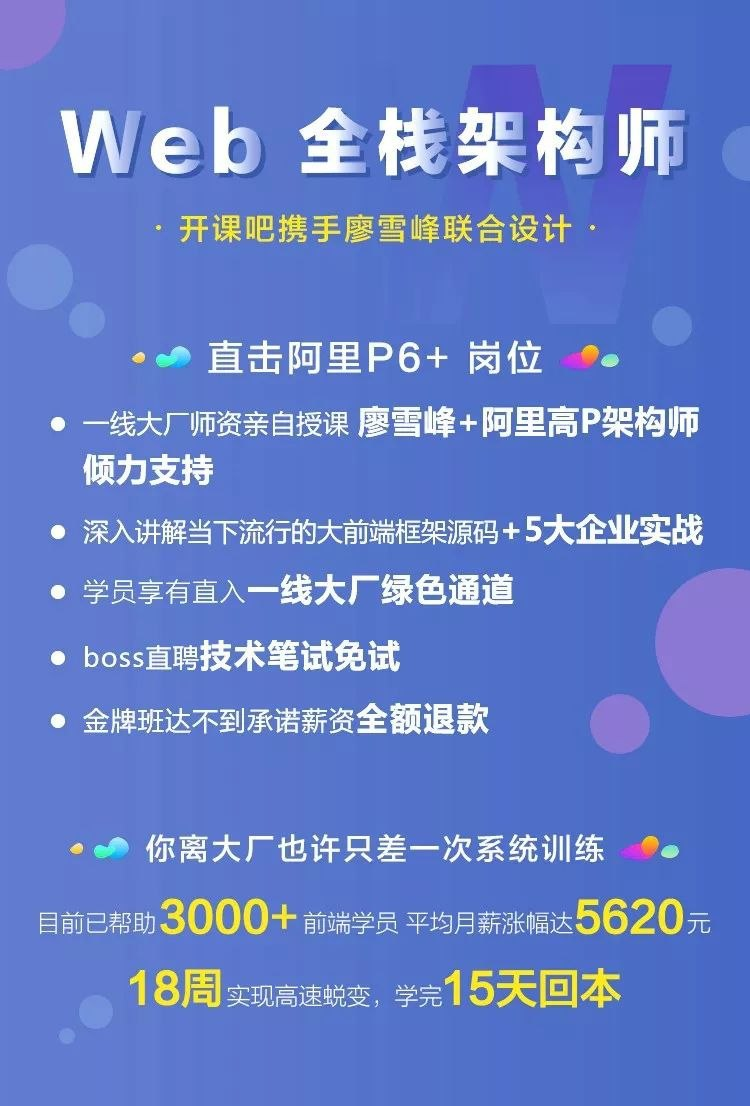 Web 全栈架构师
· 开课吧携手廖雪峰联合设计 ·
直击阿里P6+ 岗位
● 一线大厂师资亲自授课 廖雪峰+阿里高P架构师
倾力支持
● 深入讲解当下流行的大前端框架源码+5大企业实战
● 学员享有直入一线大厂绿色通道
● boss直聘技术笔试免试
● 金牌班达不到承诺薪资全额退款
你离大厂也许只差一次系统训练
目前已帮助3000+前端学员 平均月薪涨幅达5620元
18周实现高速蜕变，学完15天回本